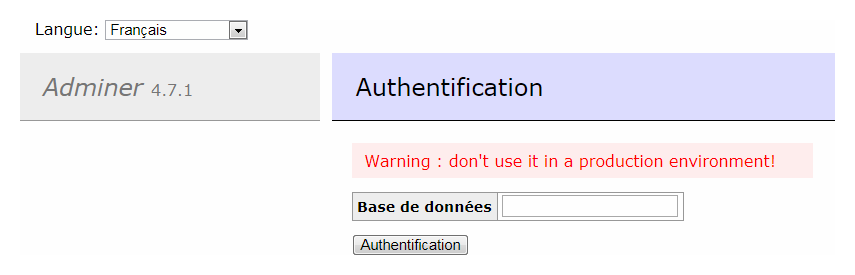 Langue: Français
Adminer 4.7.1
Authentification
Warning : don't use it in a production environment!
Base de données
Authentification